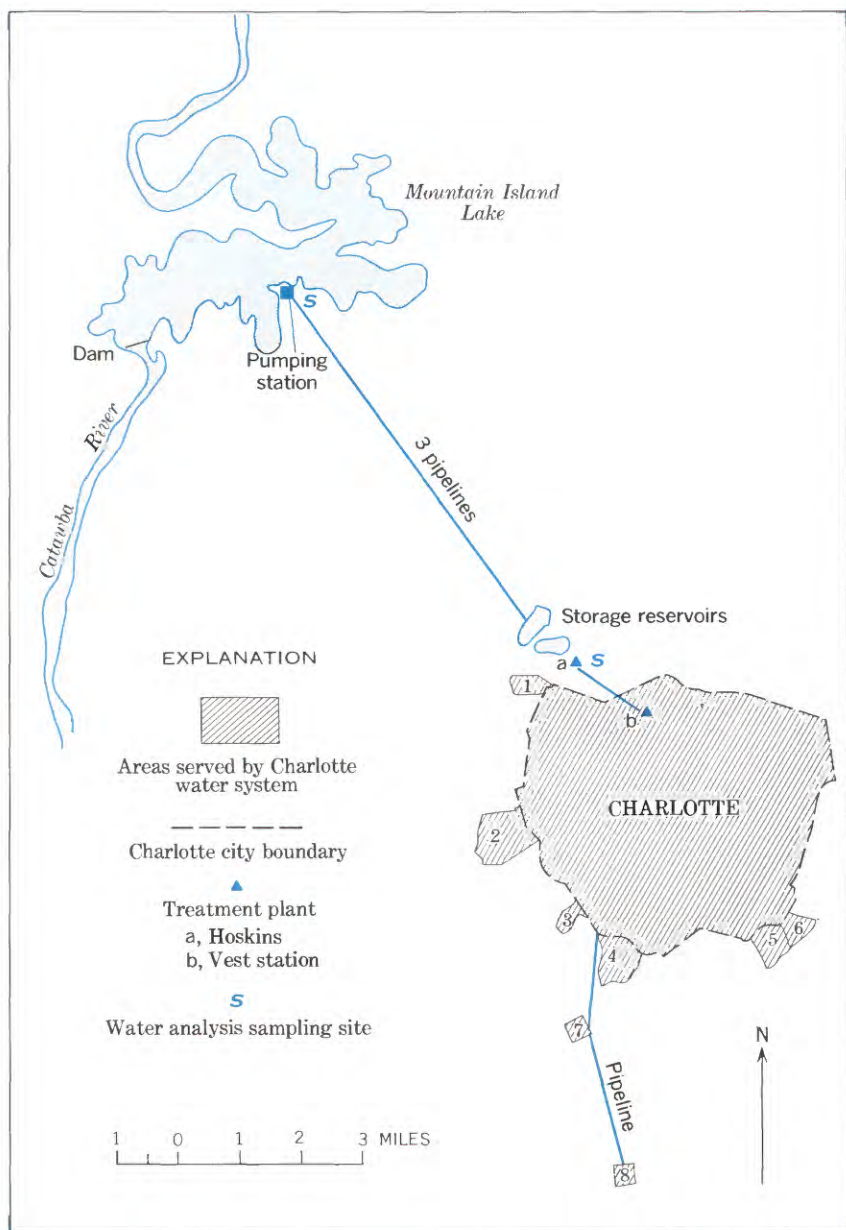 Mountain Island
Lake
S
Dam
Pumping
station
River
Catawba
3 pipelines
Storage reservoirs
a
S
1
b
EXPLANATION
Areas served by Charlotte
water system
CHARLOTTE
2
Charlotte city boundary
Treatment plant
a, Hoskins
b, Vest station
3
4
5
6
S
Water analysis sampling site
7
N
Pipeline
1 0 1 2 3 MILES
8